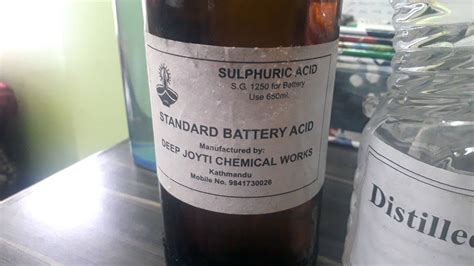 SULPHURIC ACID
S.G. 1250 for Battery
Use 650ml.
STANDARD BATTERY ACID
Manufactured by:
DEEP JOYTI CHEMICAL WORKS
Kathmandu
Mobile No. 9841730026
Distilled